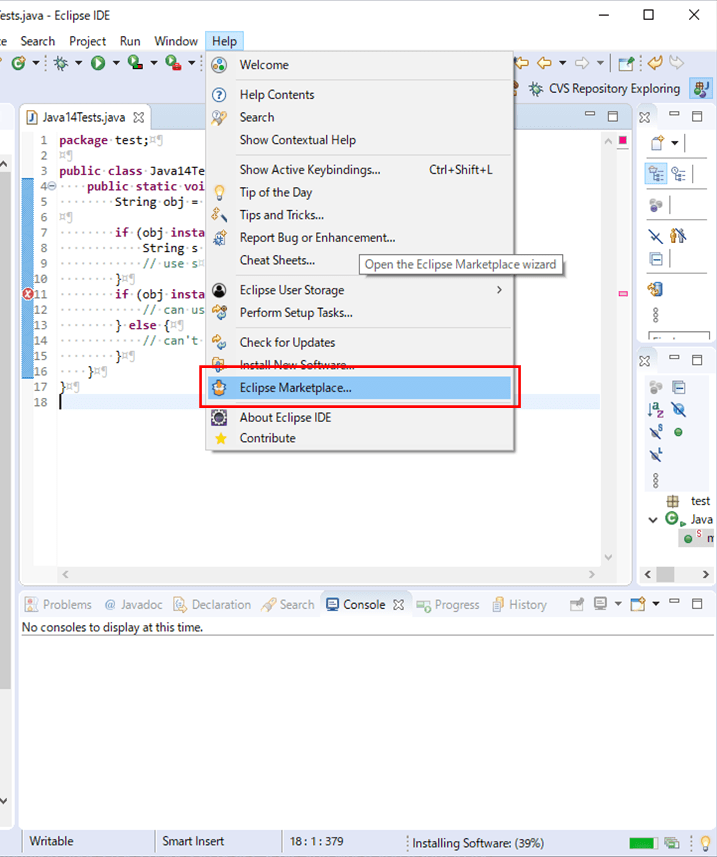 Tests.java - Eclipse IDE
Search Project Run Window Help
CVS Repository Exploring
Welcome
Help Contents
Search
Show Contextual Help
Show Active Keybindings... Ctrl+Shift+L
Tip of the Day
Tips and Tricks...
Report Bug or Enhancement...
Cheat Sheets...
Open the Eclipse Marketplace wizard
Eclipse User Storage
Perform Setup Tasks...
Check for Updates
Install New Software...
Eclipse Marketplace...
About Eclipse IDE
Contribute
Java14Tests.java
1 package test;¤¶
2 ¤¶
3 public class Java14Te
4 public static voi
5 String obj =
6 ¤¶
7 if (obj insta
8 String s
9 // use s¤
10 }¤¶
11 if (obj insta
12 // can us
13 } else {¤¶
14 // can't
15 }¤¶
16 }¤¶
17 }¤¶
18
test
Java
m
Problems @ Javadoc Declaration Search Console Progress History
No consoles to display at this time.
Writable Smart Insert 18 : 1 : 379 Installing Software: (39%)